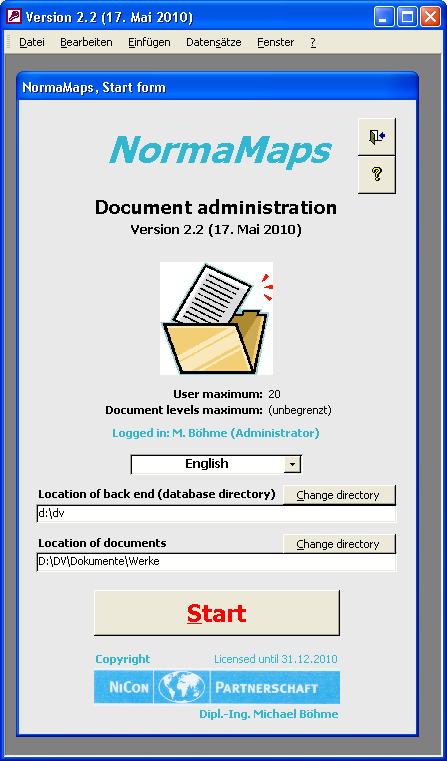 Version 2.2 (17. Mai 2010)
Datei Bearbeiten Einfügen Datensätze Fenster ?
NormaMaps, Start form
NormaMaps
?
Document administration
Version 2.2 (17. Mai 2010)
User maximum: 20
Document levels maximum: (unbegrenzt)
Logged in: M. Böhme (Administrator)
English
Location of back end (database directory) Change directory
d:\dv
Location of documents Change directory
D:\DV\Dokumente\Werke
Start
Copyright Licensed until 31.12.2010
NiCon Partnerschaft
Dipl.-Ing. Michael Böhme